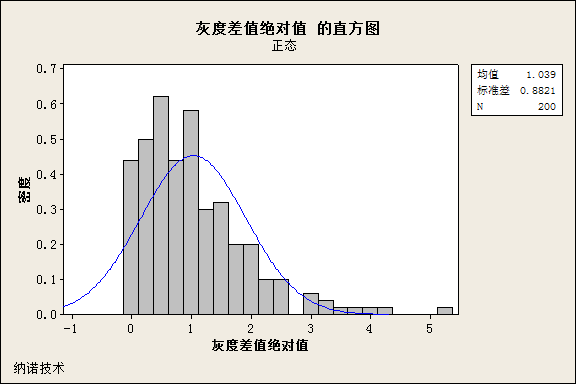 灰度差值绝对值 的直方图
正态
均值 1.039
标准差 0.8821
N 200
0.7
0.6
0.5
0.4
0.3
0.2
0.1
0.0
密度
-1 0 1 2 3 4 5
灰度差值绝对值
纳诺技术